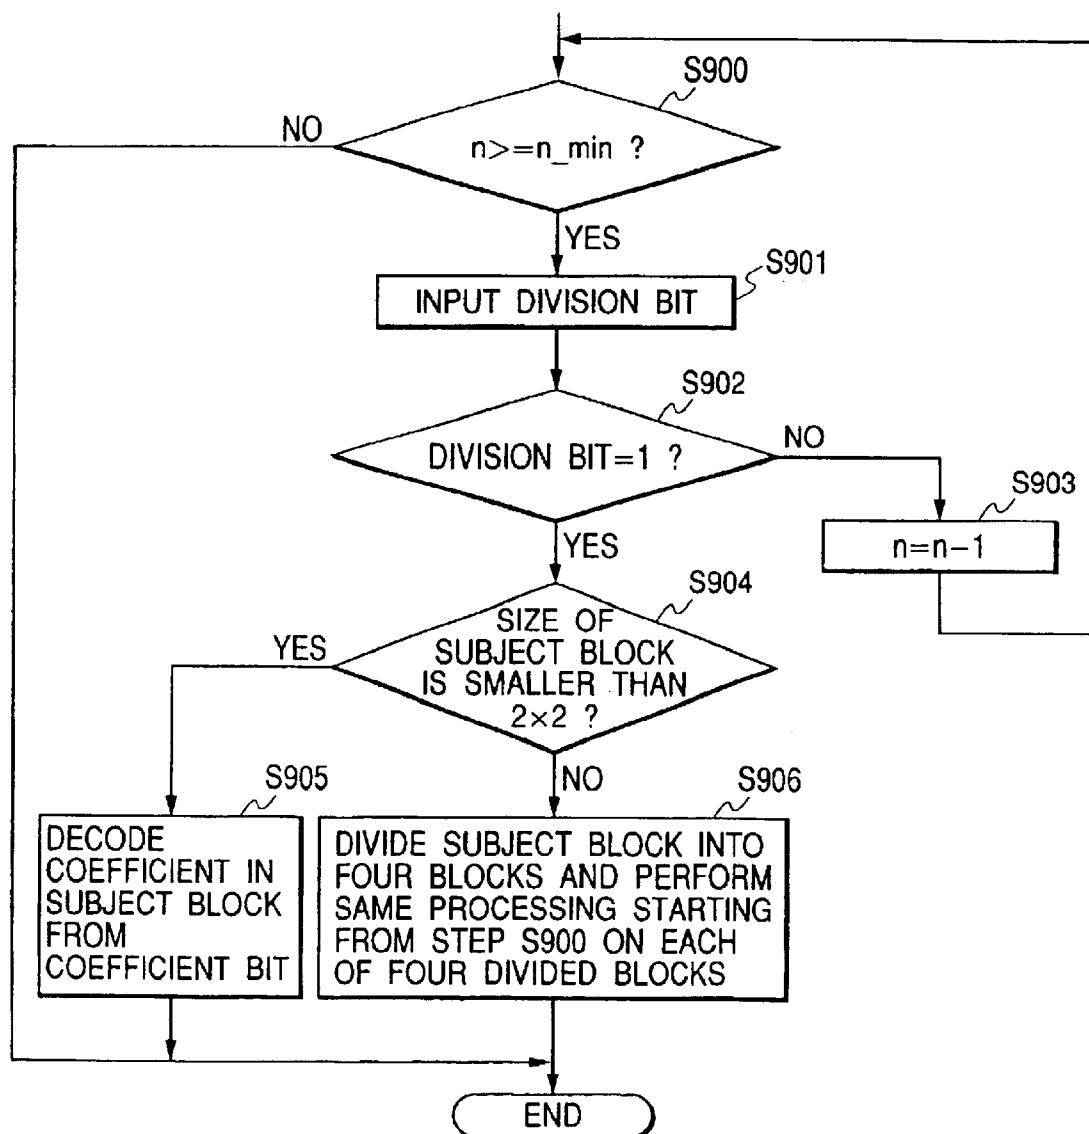 S900
NO
n>=n_min ?
YES
S901
INPUT DIVISION BIT
S902
DIVISION BIT=1 ?
NO
S903
n=n-1
YES
S904
SIZE OF
SUBJECT BLOCK
IS SMALLER THAN
2×2 ?
YES
NO
S905
DECODE
COEFFICIENT IN
SUBJECT BLOCK
FROM
COEFFICIENT BIT
S906
DIVIDE SUBJECT BLOCK INTO
FOUR BLOCKS AND PERFORM
SAME PROCESSING STARTING
FROM STEP S900 ON EACH
OF FOUR DIVIDED BLOCKS
END